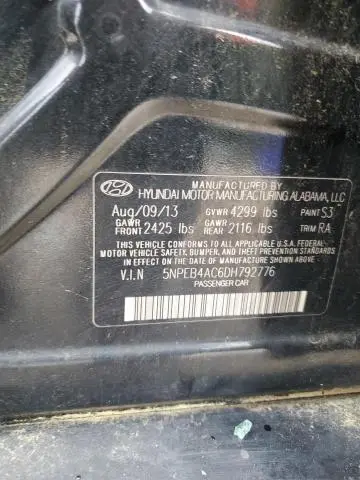 MANUFACTURED BY
HYUNDAI MOTOR MANUFACTURING ALABAMA, LLC
Aug/09/13 GVWR 4299 lbs PAINT S3
GAWR FRONT 2425 lbs GAWR REAR 2116 lbs TRIM RA
THIS VEHICLE CONFORMS TO ALL APPLICABLE U.S.A. FEDERAL
MOTOR VEHICLE SAFETY, BUMPER, AND THEFT PREVENTION STANDARDS
IN EFFECT ON THE DATE OF MANUFACTURE SHOWN ABOVE.
V.I.N 5NPEB4AC6DH792776
PASSENGER CAR